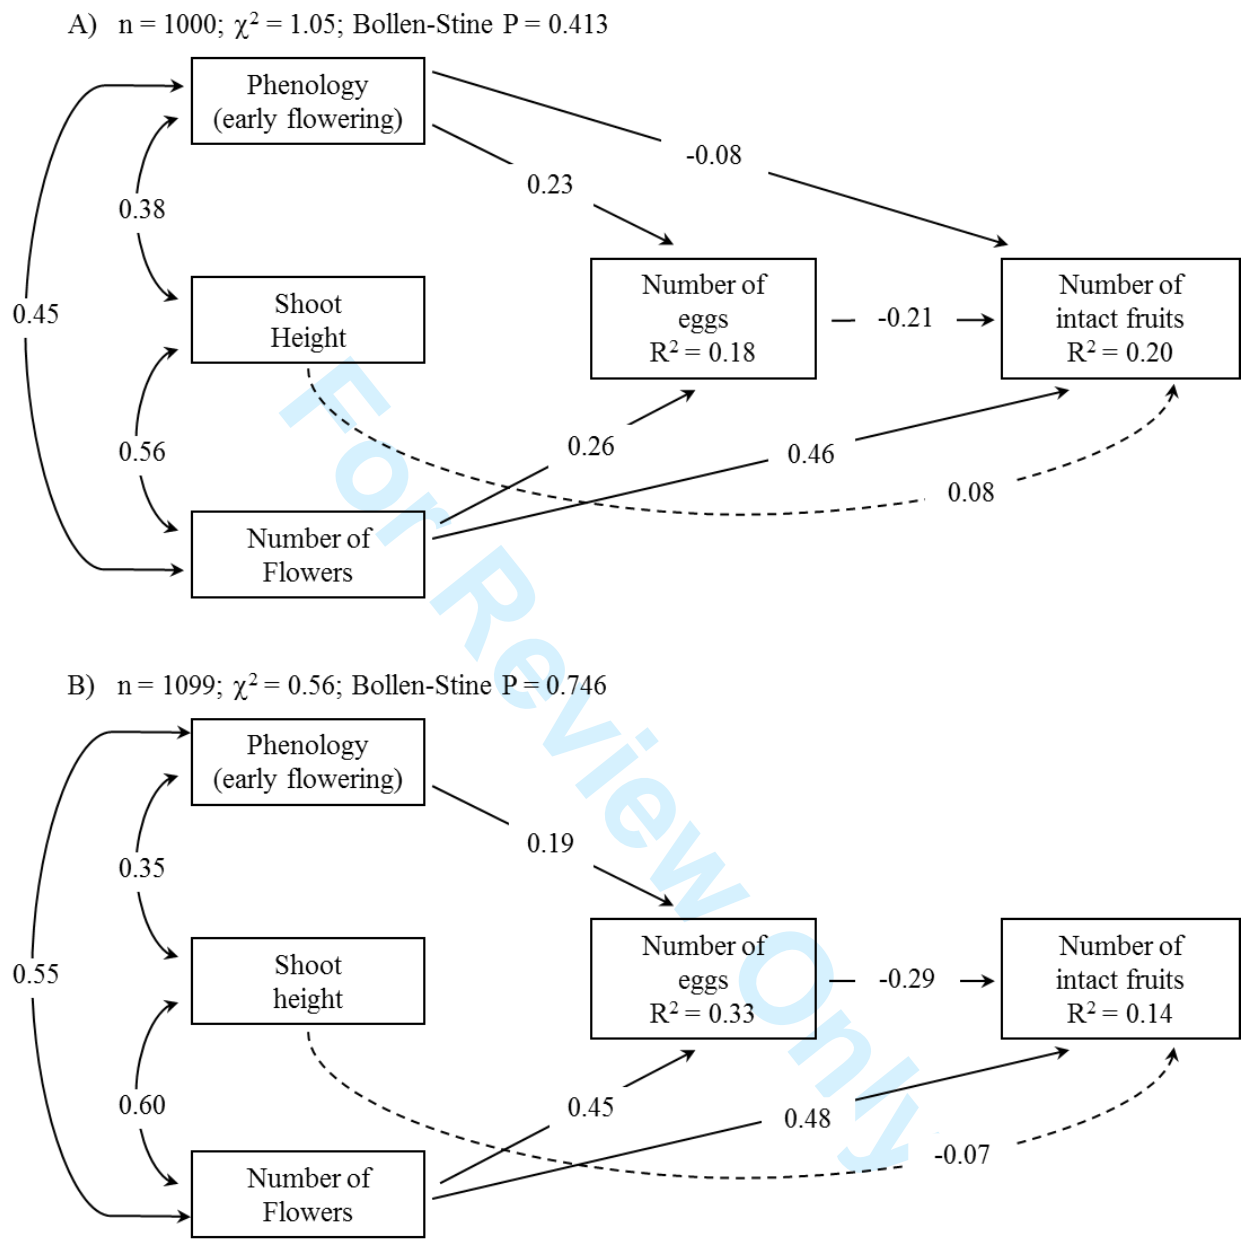 A) n = 1000; χ² = 1.05; Bollen-Stine P = 0.413
Phenology
(early flowering)
-0.08
0.23
0.38
Shoot
Height
0.45
Number of
eggs
R² = 0.18
-0.21
Number of
intact fruits
R² = 0.20
0.56
0.26
0.46
0.08
Number of
Flowers
For Review Only
B) n = 1099; χ² = 0.56; Bollen-Stine P = 0.746
Phenology
(early flowering)
0.19
0.35
Shoot
height
0.55
Number of
eggs
R² = 0.33
-0.29
Number of
intact fruits
R² = 0.14
0.60
0.45
0.48
-0.07
Number of
Flowers